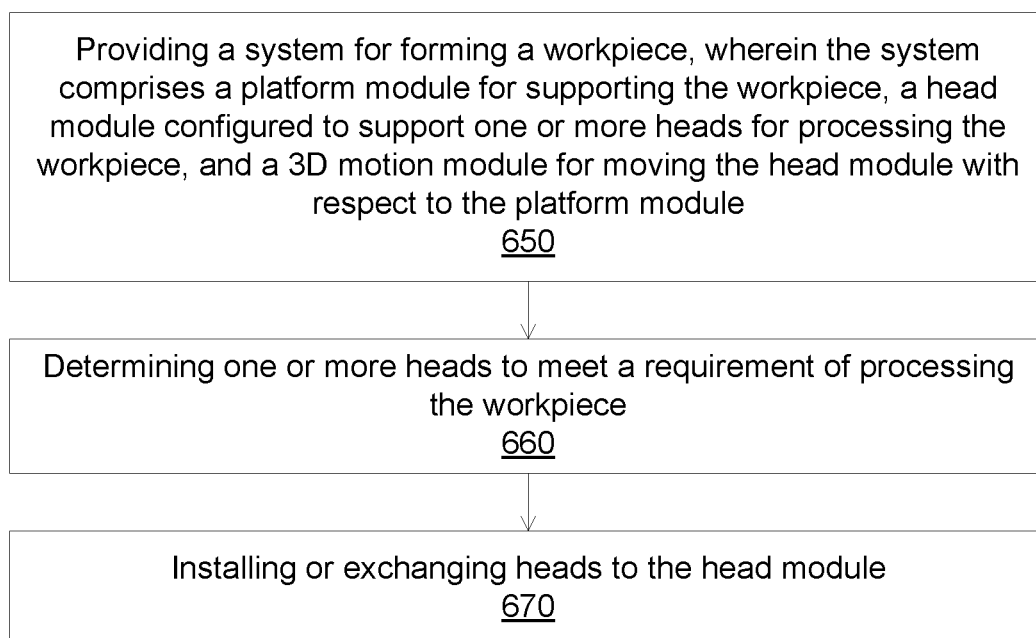 Providing a system for forming a workpiece, wherein the system
comprises a platform module for supporting the workpiece, a head
module configured to support one or more heads for processing the
workpiece, and a 3D motion module for moving the head module with
respect to the platform module
650
Determining one or more heads to meet a requirement of processing
the workpiece
660
Installing or exchanging heads to the head module
670